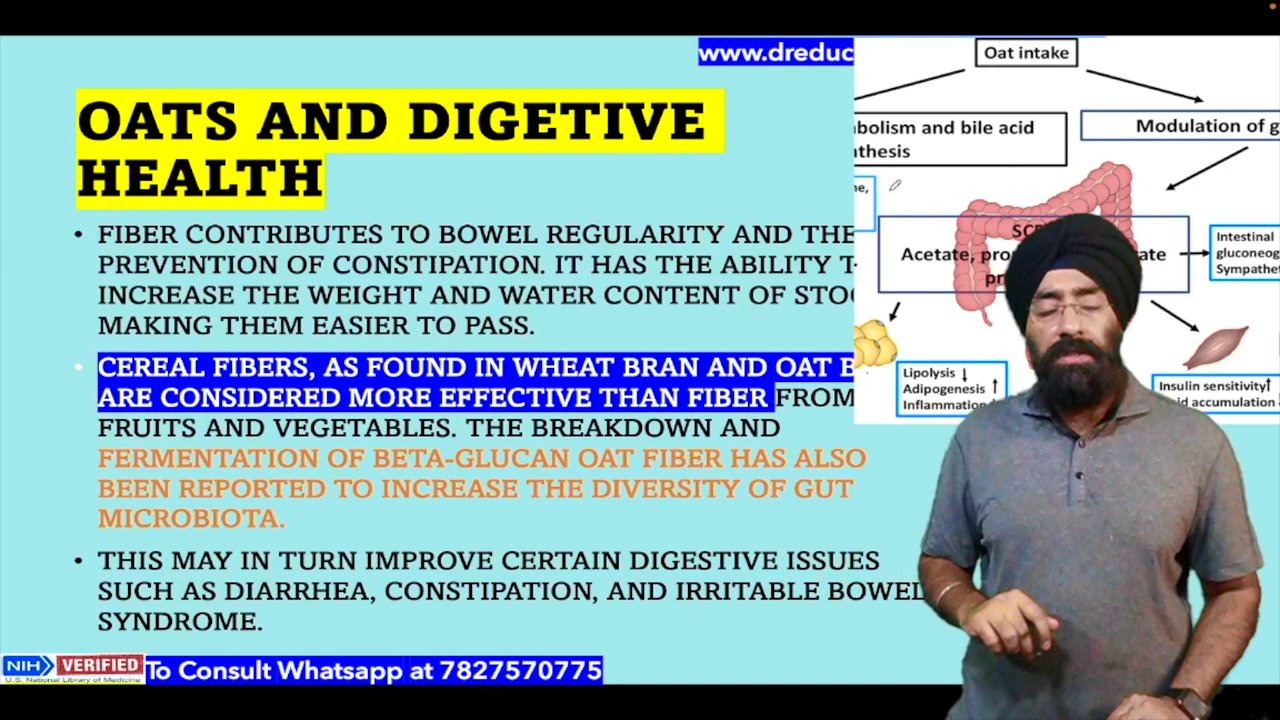 www.dreduc
OATS AND DIGETIVE
HEALTH
• FIBER CONTRIBUTES TO BOWEL REGULARITY AND THE
PREVENTION OF CONSTIPATION. IT HAS THE ABILITY
INCREASE THE WEIGHT AND WATER CONTENT OF
MAKING THEM EASIER TO PASS.
• CEREAL FIBERS, AS FOUND IN WHEAT BRAN AND OAT B
ARE CONSIDERED MORE EFFECTIVE THAN FIBER FROM
FRUITS AND VEGETABLES. THE BREAKDOWN AND
FERMENTATION OF BETA-GLUCAN OAT FIBER HAS ALSO
BEEN REPORTED TO INCREASE THE DIVERSITY OF GUT
MICROBIOTA.
• THIS MAY IN TURN IMPROVE CERTAIN DIGESTIVE ISSUES
SUCH AS DIARRHEA, CONSTIPATION, AND IRRITABLE BOWEL
SYNDROME.
NIH VERIFIED
U.S. National Library of Medicine
To Consult Whatsapp at 7827570775
Oat intake
bolism and bile acid
thesis
Modulation of g
ne,
SC
Acetate, pro rate
pr
Intestinal
gluconeog
Sympathet
Lipolysis ↓
Adipogenesis ↑
Inflammation
Insulin sensitivity↑
id accumulation